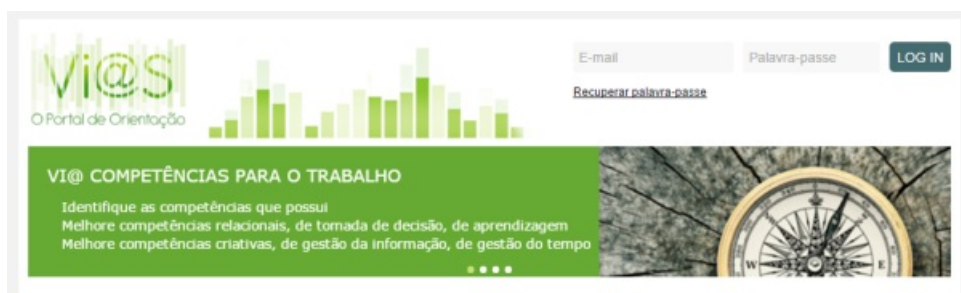 Vi@S
O Portal de Orientação
E-mail
Palavra-passe
LOG IN
Recuperar palavra-passe
VI@ COMPETÊNCIAS PARA O TRABALHO
Identifique as competências que possui
Melhore competências relacionais, de tomada de decisão, de aprendizagem
Melhore competências criativas, de gestão da informação, de gestão do tempo
W
E